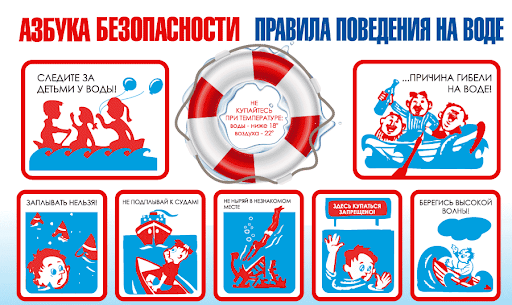 АЗБУКА БЕЗОПАСНОСТИ ПРАВИЛА ПОВЕДЕНИЯ НА ВОДЕ
СЛЕДИТЕ ЗА
ДЕТЬМИ У ВОДЫ!
НЕ
КУПАЙТЕСЬ
ПРИ ТЕМПЕРАТУРЕ:
воды - ниже 18°
воздуха - 22°
...ПРИЧИНА ГИБЕЛИ
НА ВОДЕ!
ЗАПЛЫВАТЬ НЕЛЬЗЯ!
НЕ ПОДПЛЫВАЙ К СУДАМ!
НЕ НЫРЯЙ В НЕЗНАКОМОМ
МЕСТЕ
ЗДЕСЬ КУПАТЬСЯ
ЗАПРЕЩЕНО!
БЕРЕГИСЬ ВЫСОКОЙ
ВОЛНЫ!